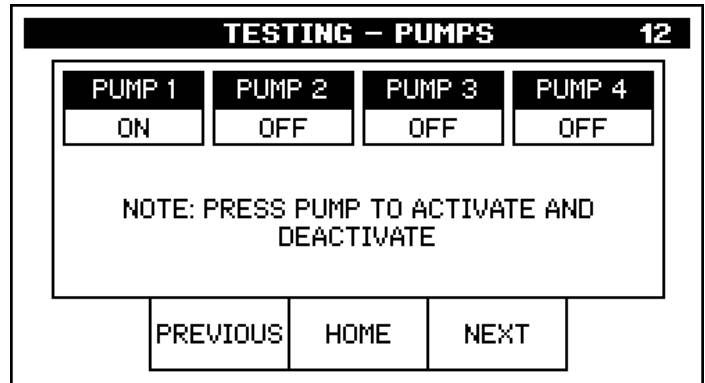 TESTING – PUMPS 12
PUMP 1 PUMP 2 PUMP 3 PUMP 4
ON OFF OFF OFF
NOTE: PRESS PUMP TO ACTIVATE AND
DEACTIVATE
PREVIOUS HOME NEXT